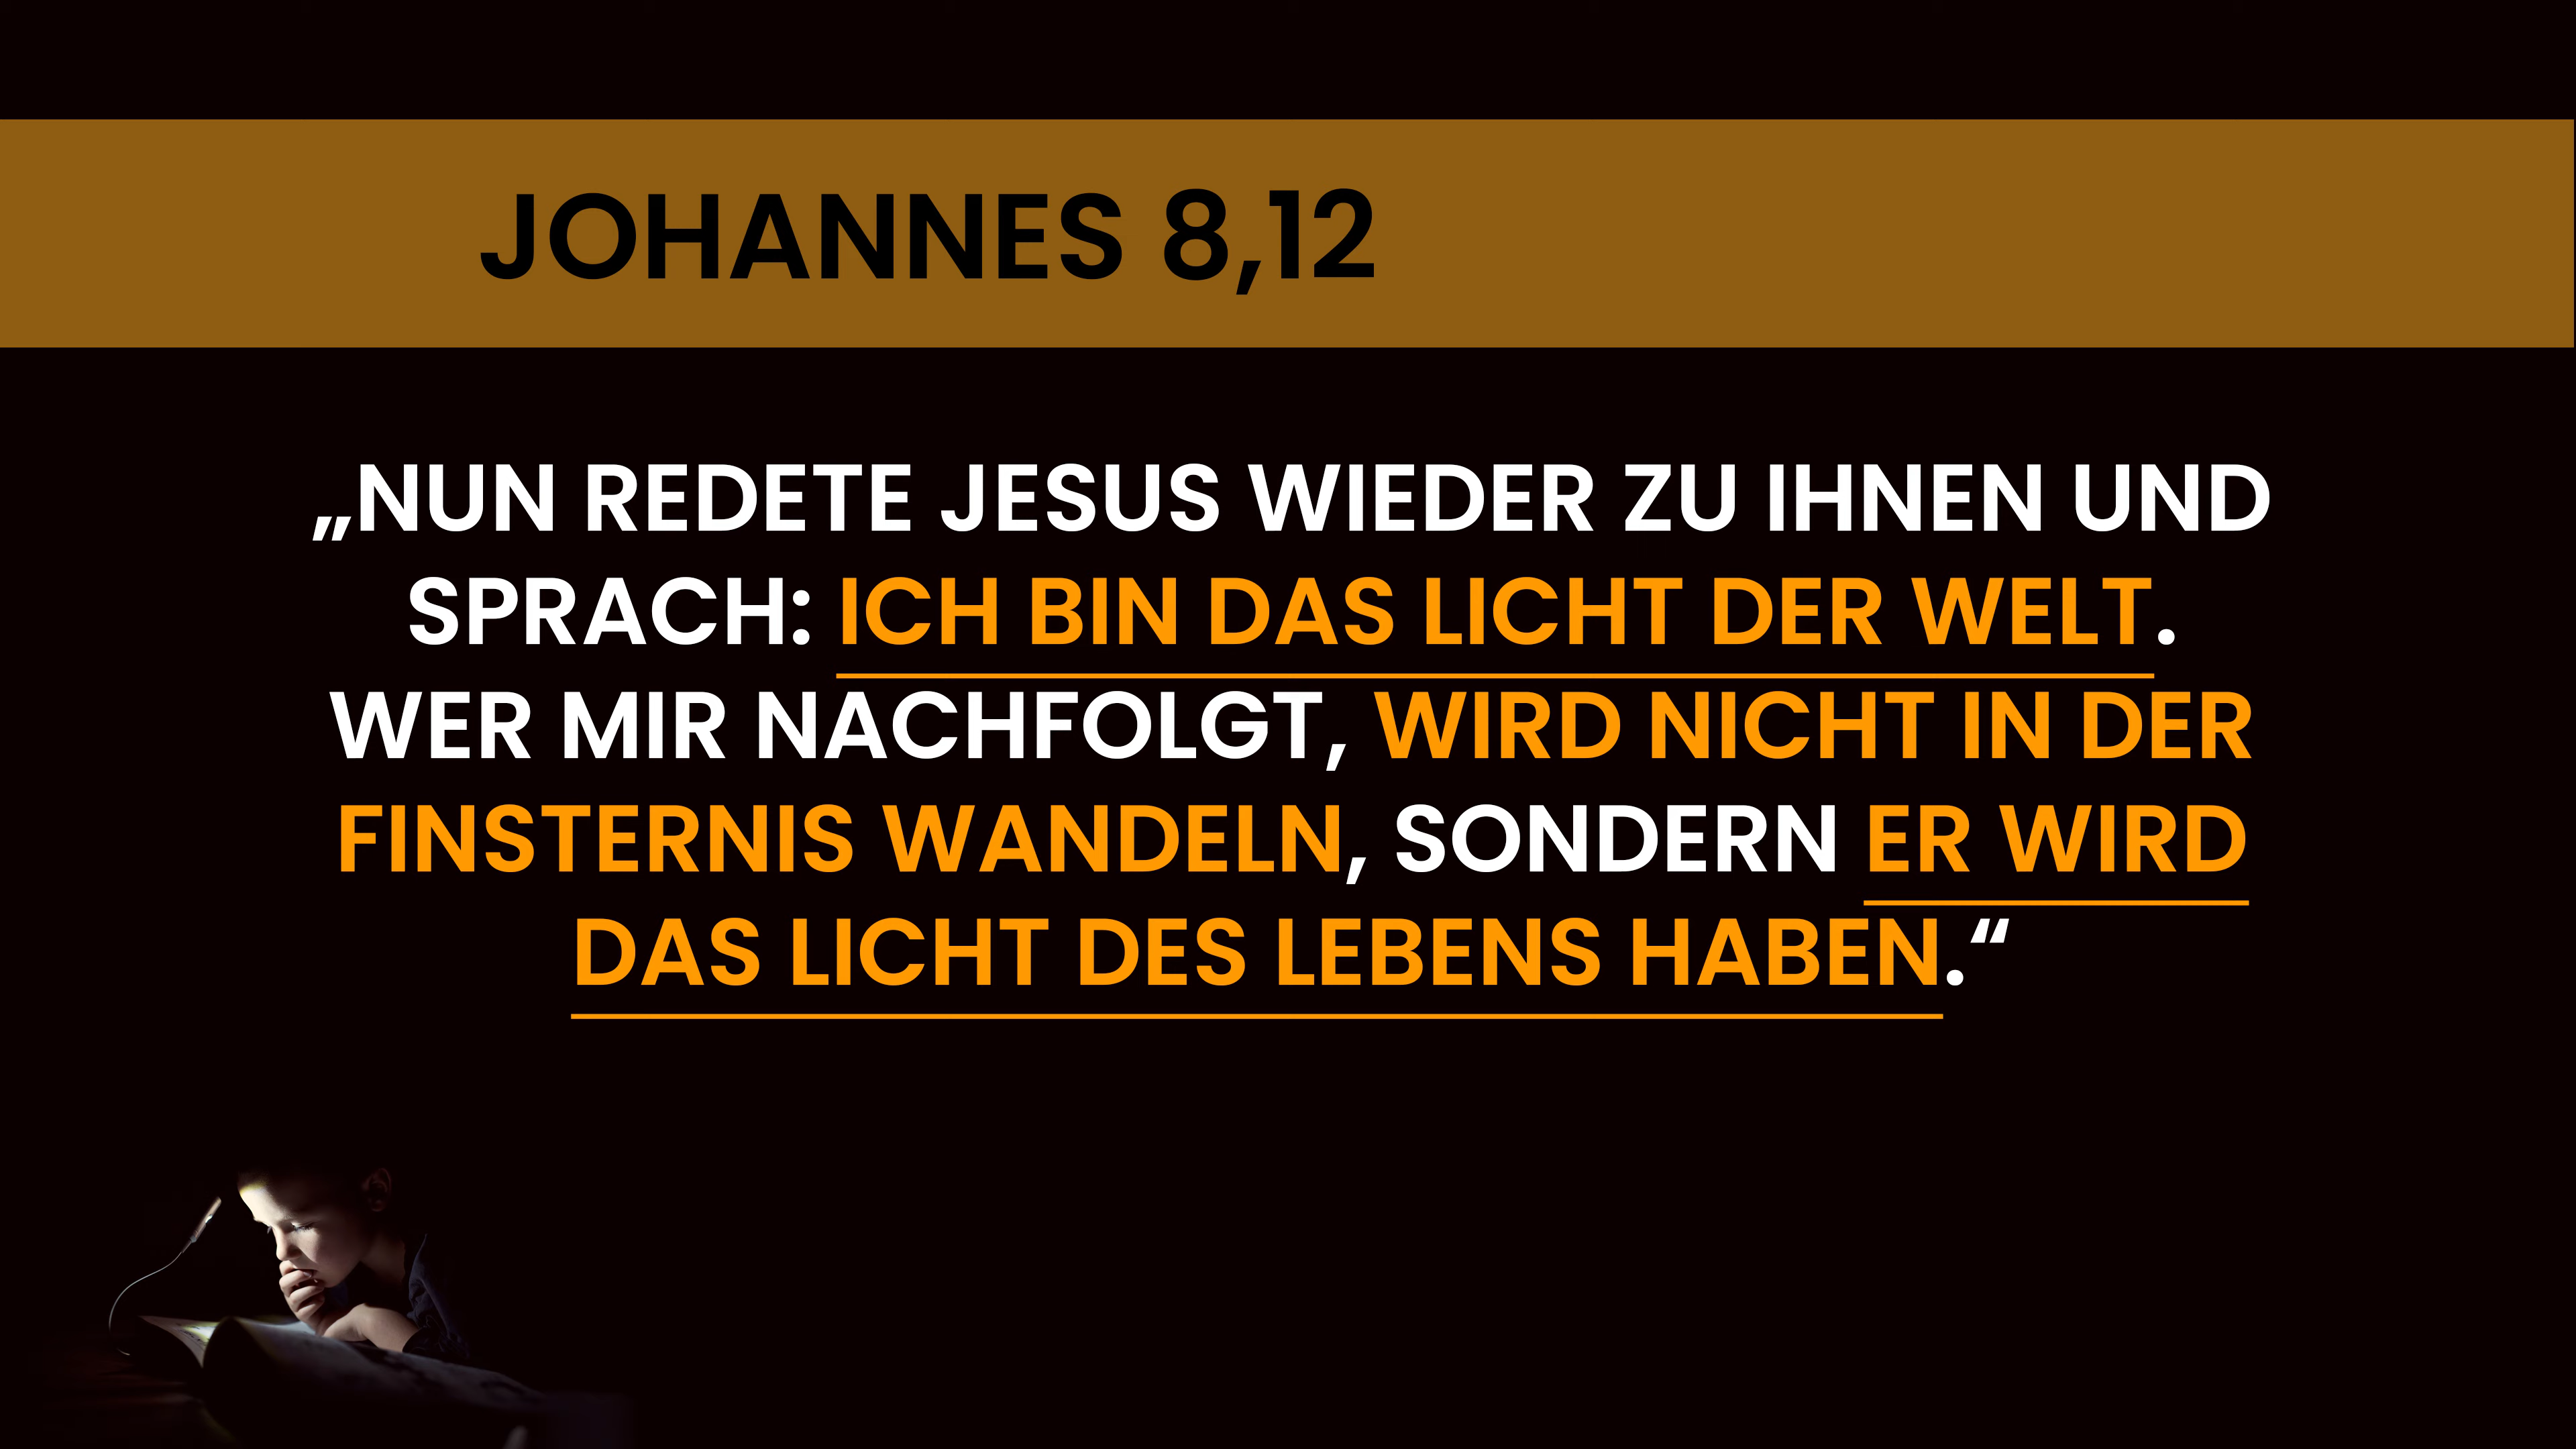 JOHANNES 8,12
„NUN REDETE JESUS WIEDER ZU IHNEN UND
SPRACH: ICH BIN DAS LICHT DER WELT.
WER MIR NACHFOLGT, WIRD NICHT IN DER
FINSTERNIS WANDELN, SONDERN ER WIRD
DAS LICHT DES LEBENS HABEN.“